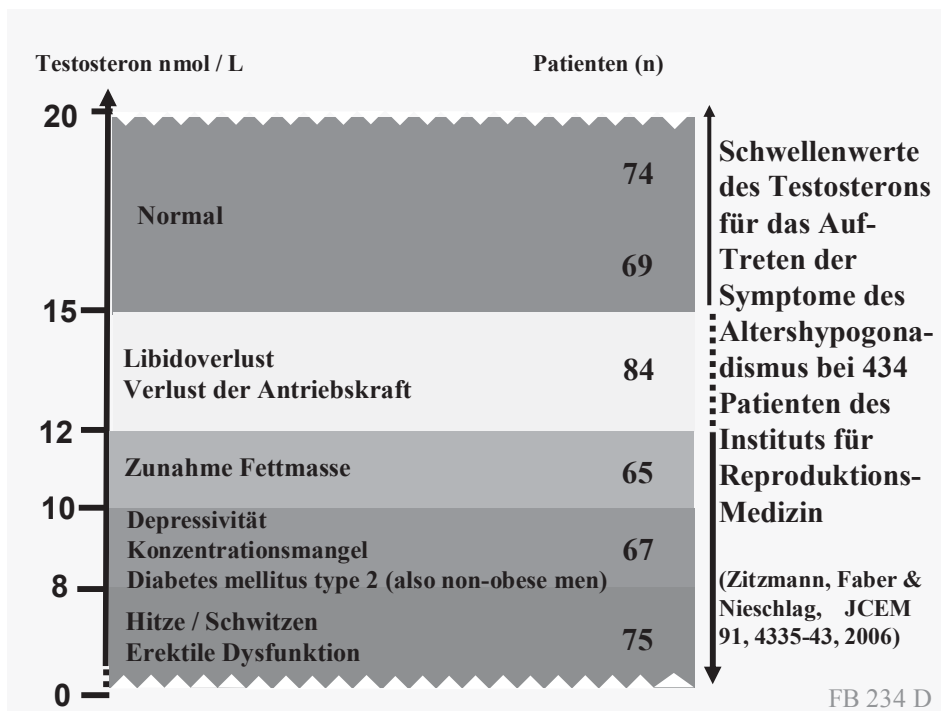 Testosteron nmol / L
Patienten (n)
20
74
Normal
69
15
Libidoverlust
Verlust der Antriebskraft
84
12
Zunahme Fettmasse
65
10
Depressivität
Konzentrationsmangel
67
Diabetes mellitus type 2 (also non-obese men)
8
Hitze / Schwitzen
Erektile Dysfunktion
75
0
Schwellenwerte
des Testosterons
für das Auf-
Treten der
Symptome des
Altershypogona-
dismus bei 434
Patienten des
Instituts für
Reproduktions-
Medizin
(Zitzmann, Faber &
Nieschlag, JCEM
91, 4335-43, 2006)
FB 234 D